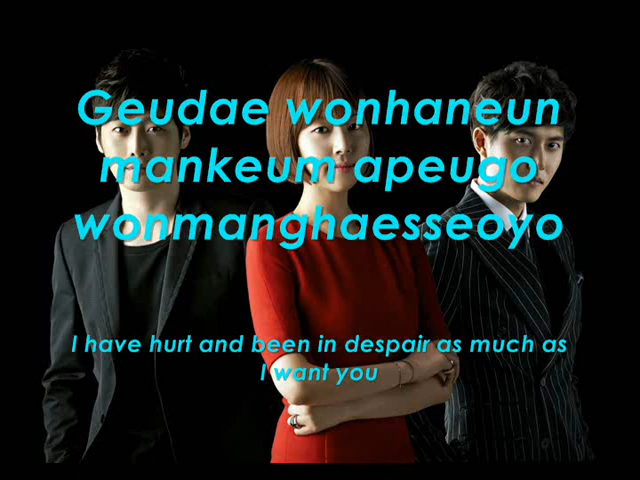 Geudae wonhaneun
mankeum apeugo
wonmanghaesseoyo
I have hurt and been in despair as much as
I want you